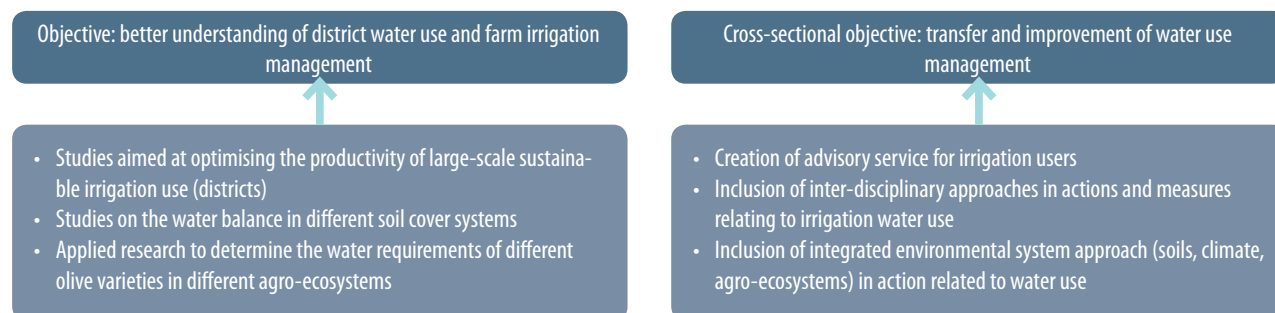 Objective: better understanding of district water use and farm irrigation
management
• Studies aimed at optimising the productivity of large-scale sustaina-
ble irrigation use (districts)
• Studies on the water balance in different soil cover systems
• Applied research to determine the water requirements of different
olive varieties in different agro-ecosystems
Cross-sectional objective: transfer and improvement of water use
management
• Creation of advisory service for irrigation users
• Inclusion of inter-disciplinary approaches in actions and measures
relating to irrigation water use
• Inclusion of integrated environmental system approach (soils, climate,
agro-ecosystems) in action related to water use